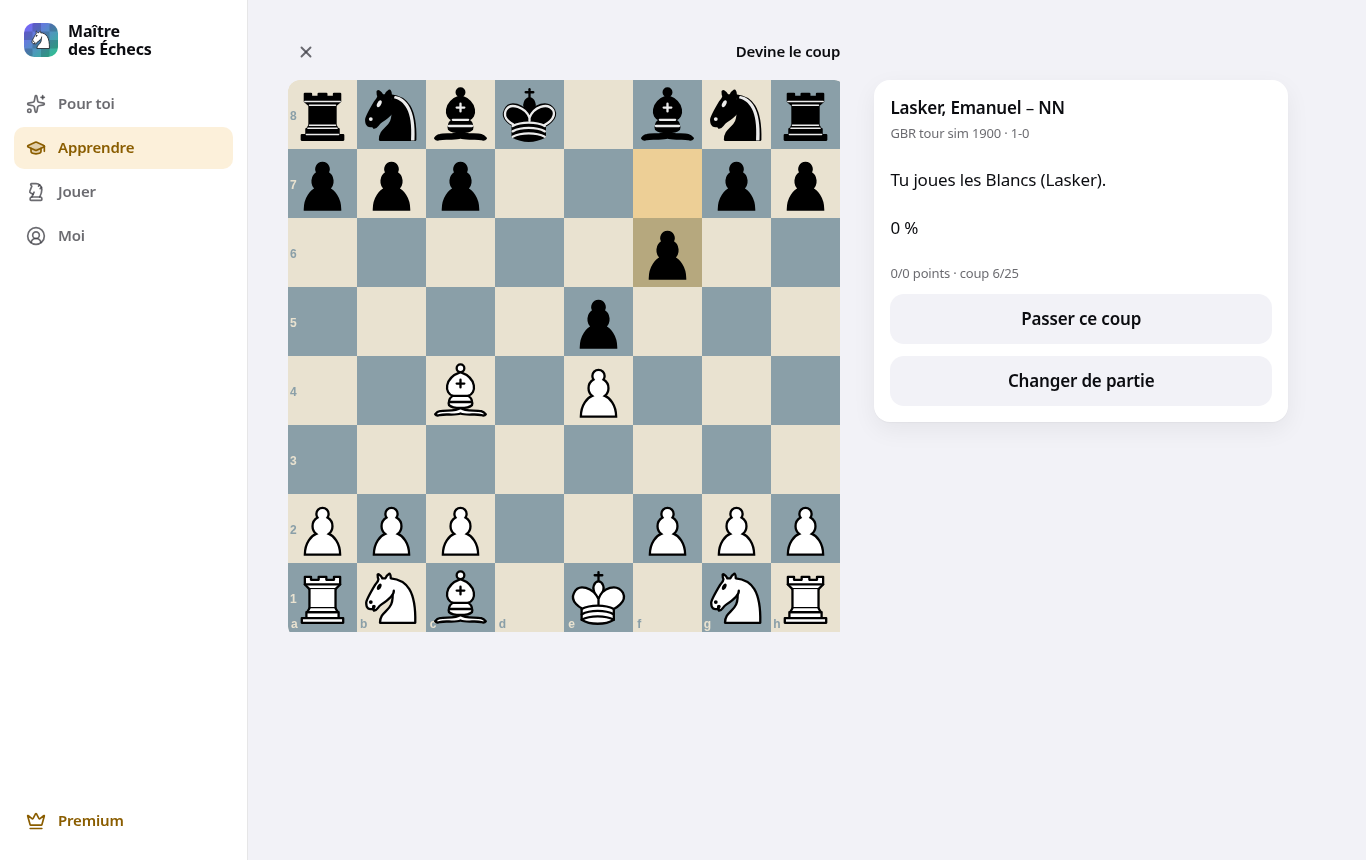 Maître
des Échecs
Pour toi
Apprendre
Jouer
Moi
Premium
Devine le coup
8
7
6
5
4
3
2
1
a b c d e f g h
Lasker, Emanuel – NN
GBR tour sim 1900 · 1-0
Tu joues les Blancs (Lasker).
0 %
0/0 points · coup 6/25
Passer ce coup
Changer de partie